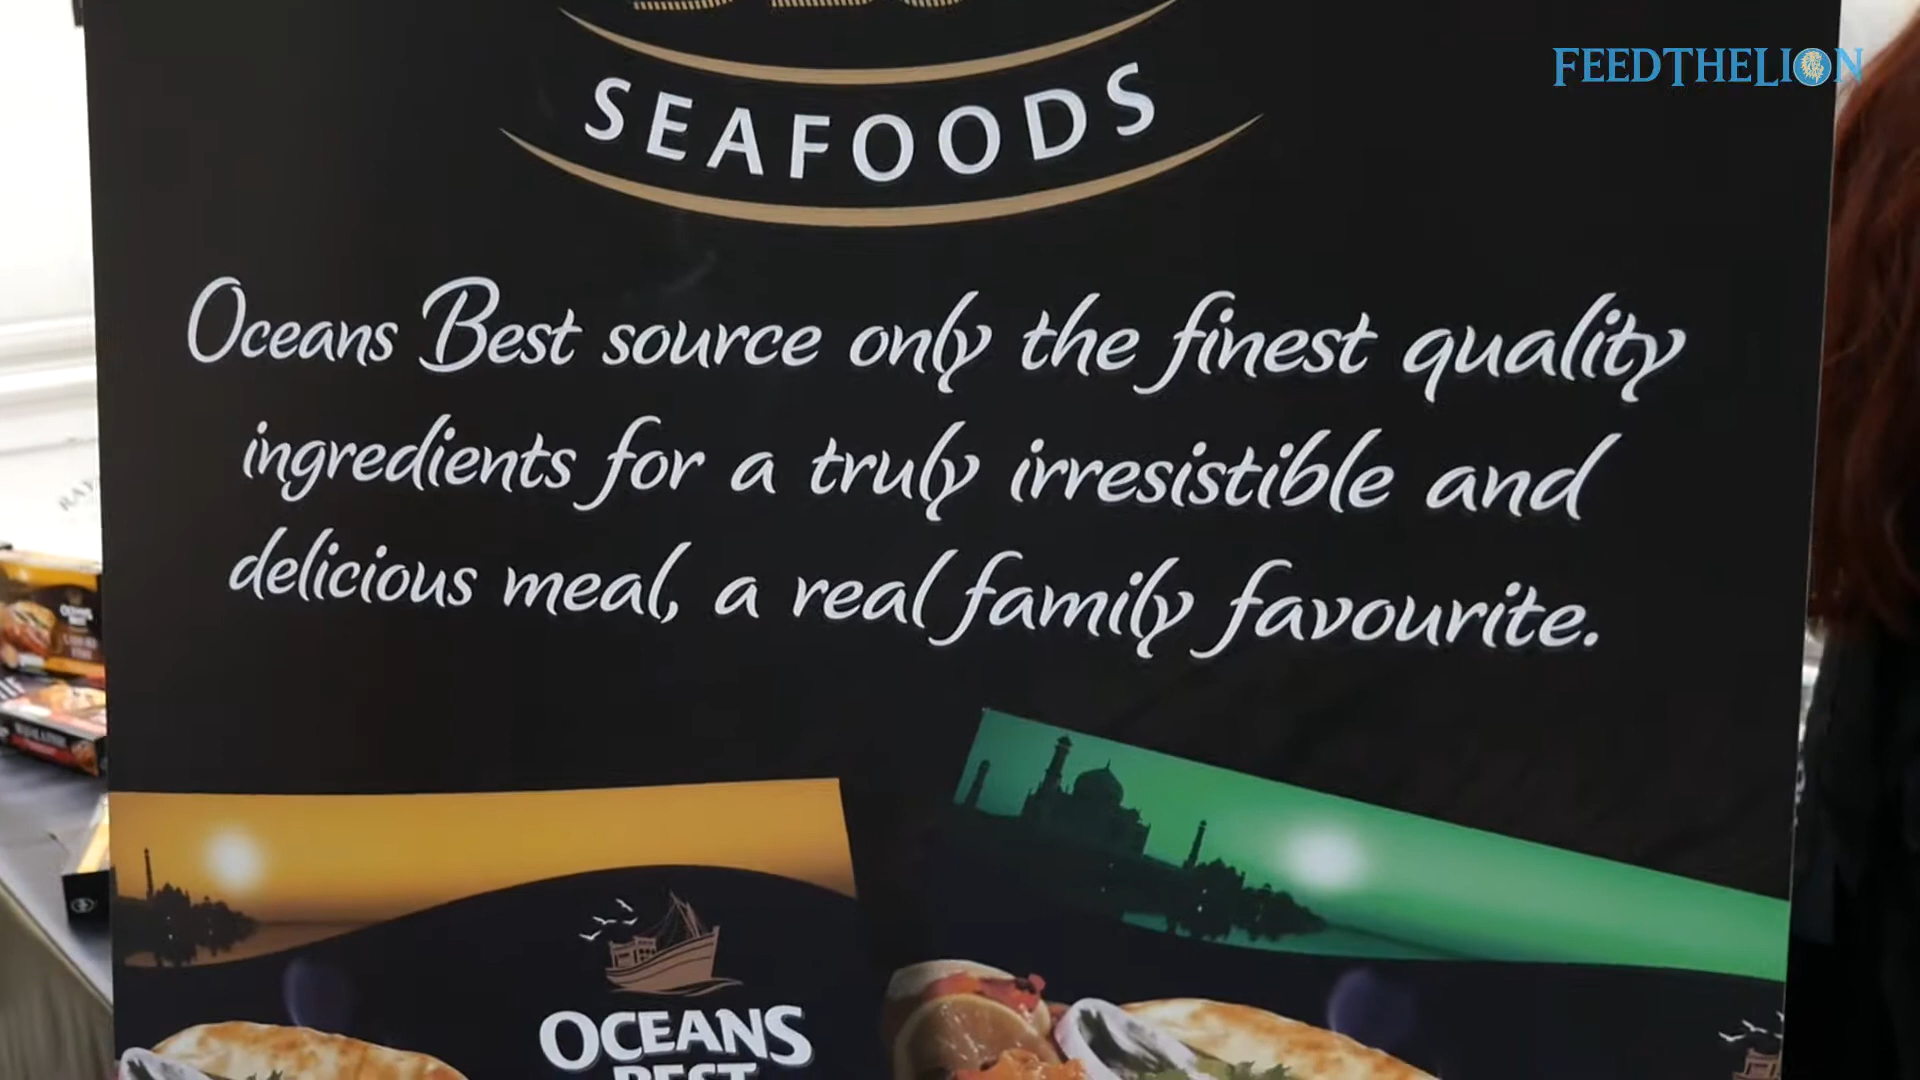 FEEDTHELION
SEAFOODS
Oceans Best source only the finest quality
ingredients for a truly irresistible and
delicious meal, a real family favourite.
OCEANS
BEST